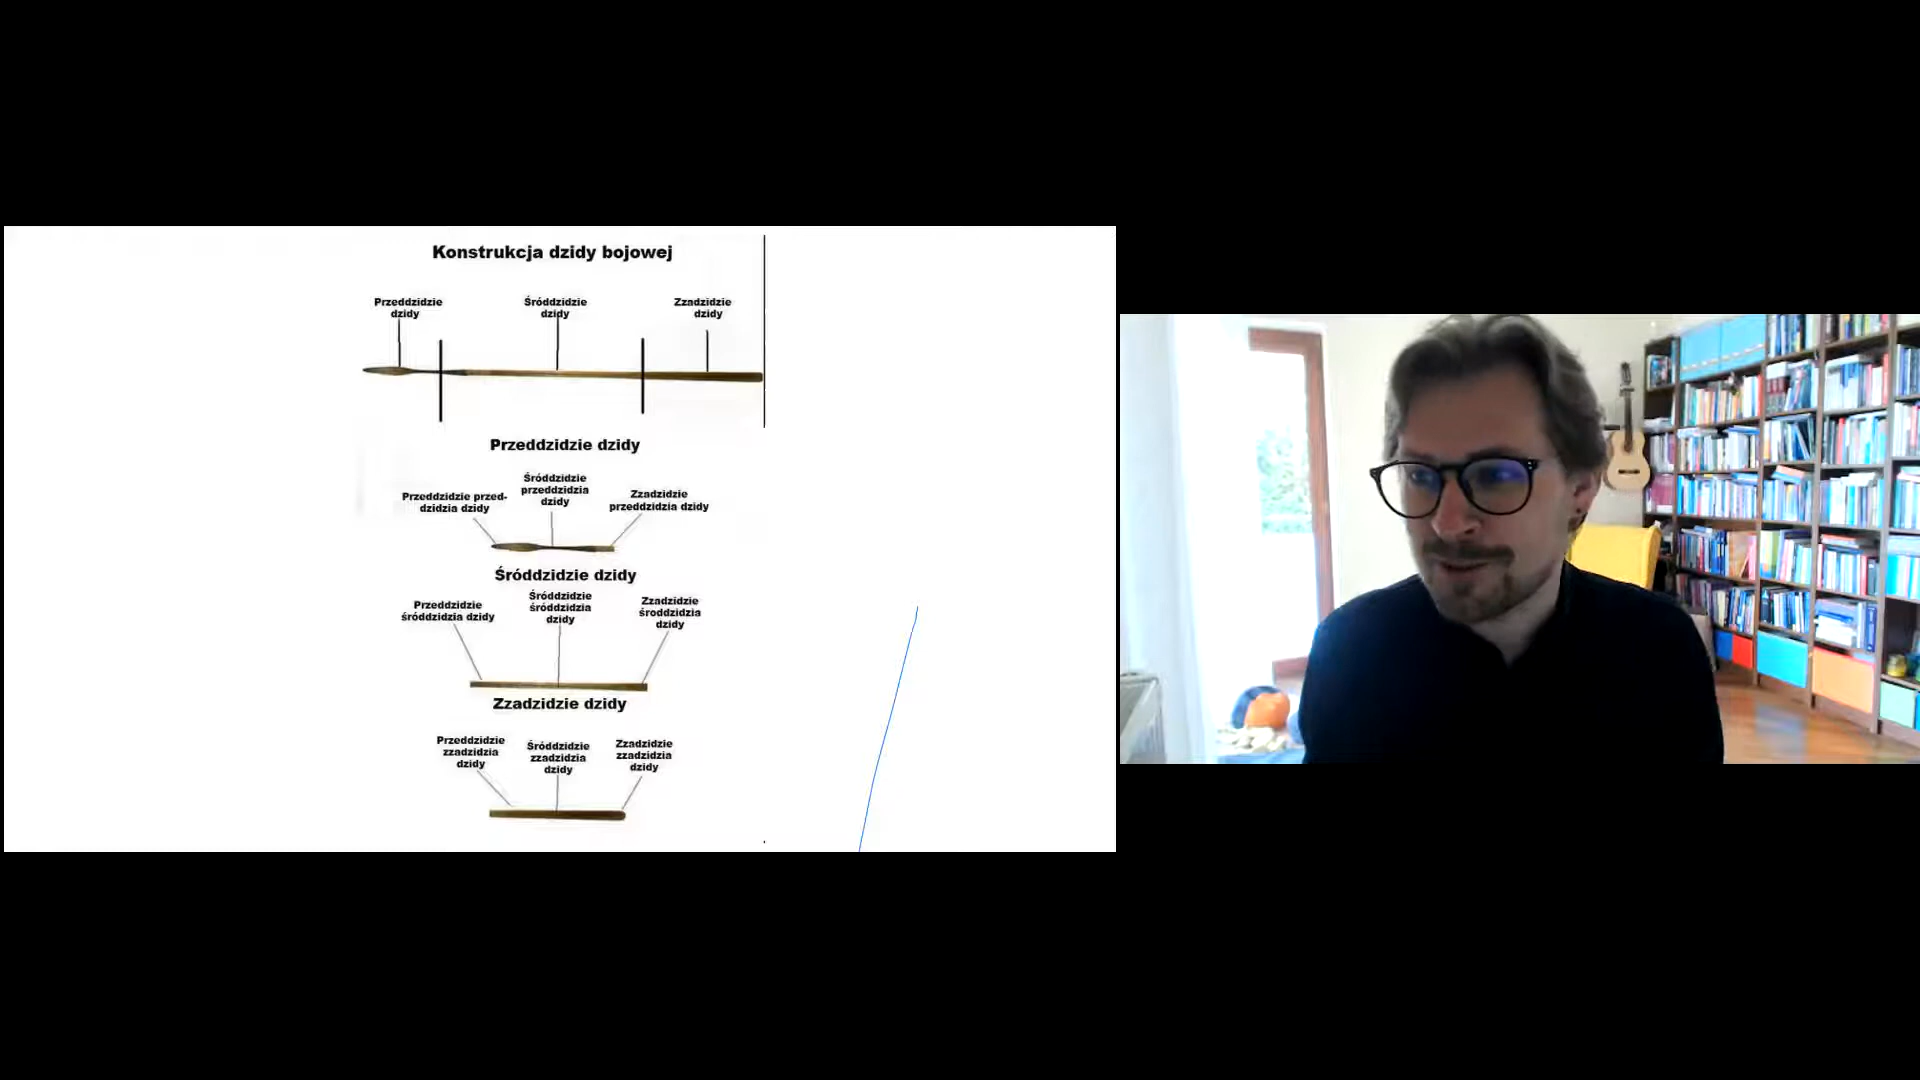 Konstrukcja dzidy bojowej
Przeddzidzie
dzidy
Śróddzidzie
dzidy
Zzadzidzie
dzidy
Przeddzidzie dzidy
Przeddzidzie przed-
dzidzia dzidy
Śróddzidzie
przeddzidzia
dzidy
Zzadzidzie
przeddzidzia dzidy
Śróddzidzie dzidy
Przeddzidzie
śróddzidzia dzidy
Śróddzidzie
śróddzidzia
dzidy
Zzadzidzie
środdzidzia
dzidy
Zzadzidzie dzidy
Przeddzidzie
zzadzidzia
dzidy
Śróddzidzie
zzadzidzia
dzidy
Zzadzidzie
zzadzidzia
dzidy